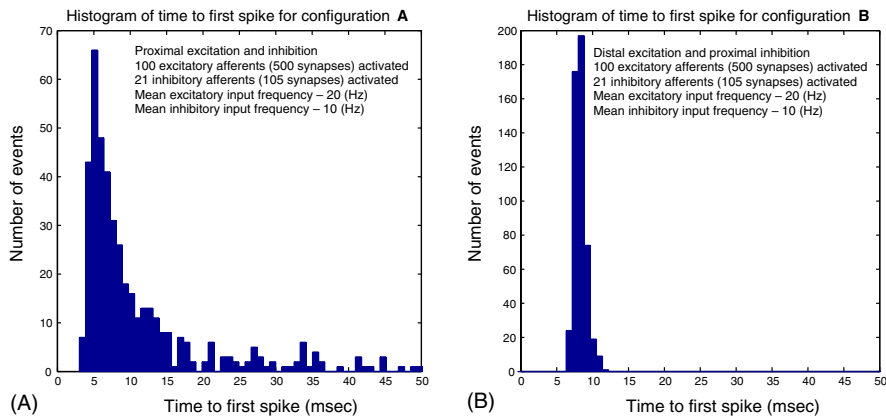 Histogram of time to first spike for configuration A
Number of events
70
60
50
40
30
20
10
0
Proximal excitation and inhibition
100 excitatory afferents (500 synapses) activated
21 inhibitory afferents (105 synapses) activated
Mean excitatory input frequency – 20 (Hz)
Mean inhibitory input frequency – 10 (Hz)
0 5 10 15 20 25 30 35 40 45 50
Time to first spike (msec)
(A)
Histogram of time to first spike for configuration B
Number of events
200
180
160
140
120
100
80
60
40
20
0
Distal excitation and proximal inhibition
100 excitatory afferents (500 synapses) activated
21 inhibitory afferents (105 synapses) activated
Mean excitatory input frequency – 20 (Hz)
Mean inhibitory input frequency – 10 (Hz)
0 5 10 15 20 25 30 35 40 45 50
Time to first spike (msec)
(B)